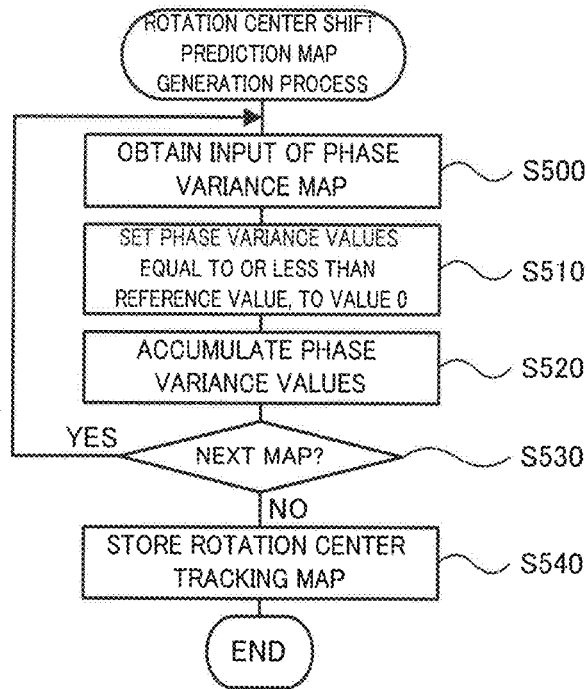 ROTATION CENTER SHIFT
PREDICTION MAP
GENERATION PROCESS
OBTAIN INPUT OF PHASE
VARIANCE MAP
S500
SET PHASE VARIANCE VALUES
EQUAL TO OR LESS THAN
REFERENCE VALUE, TO VALUE 0
S510
ACCUMULATE PHASE
VARIANCE VALUES
S520
YES
NEXT MAP?
S530
NO
STORE ROTATION CENTER
TRACKING MAP
S540
END